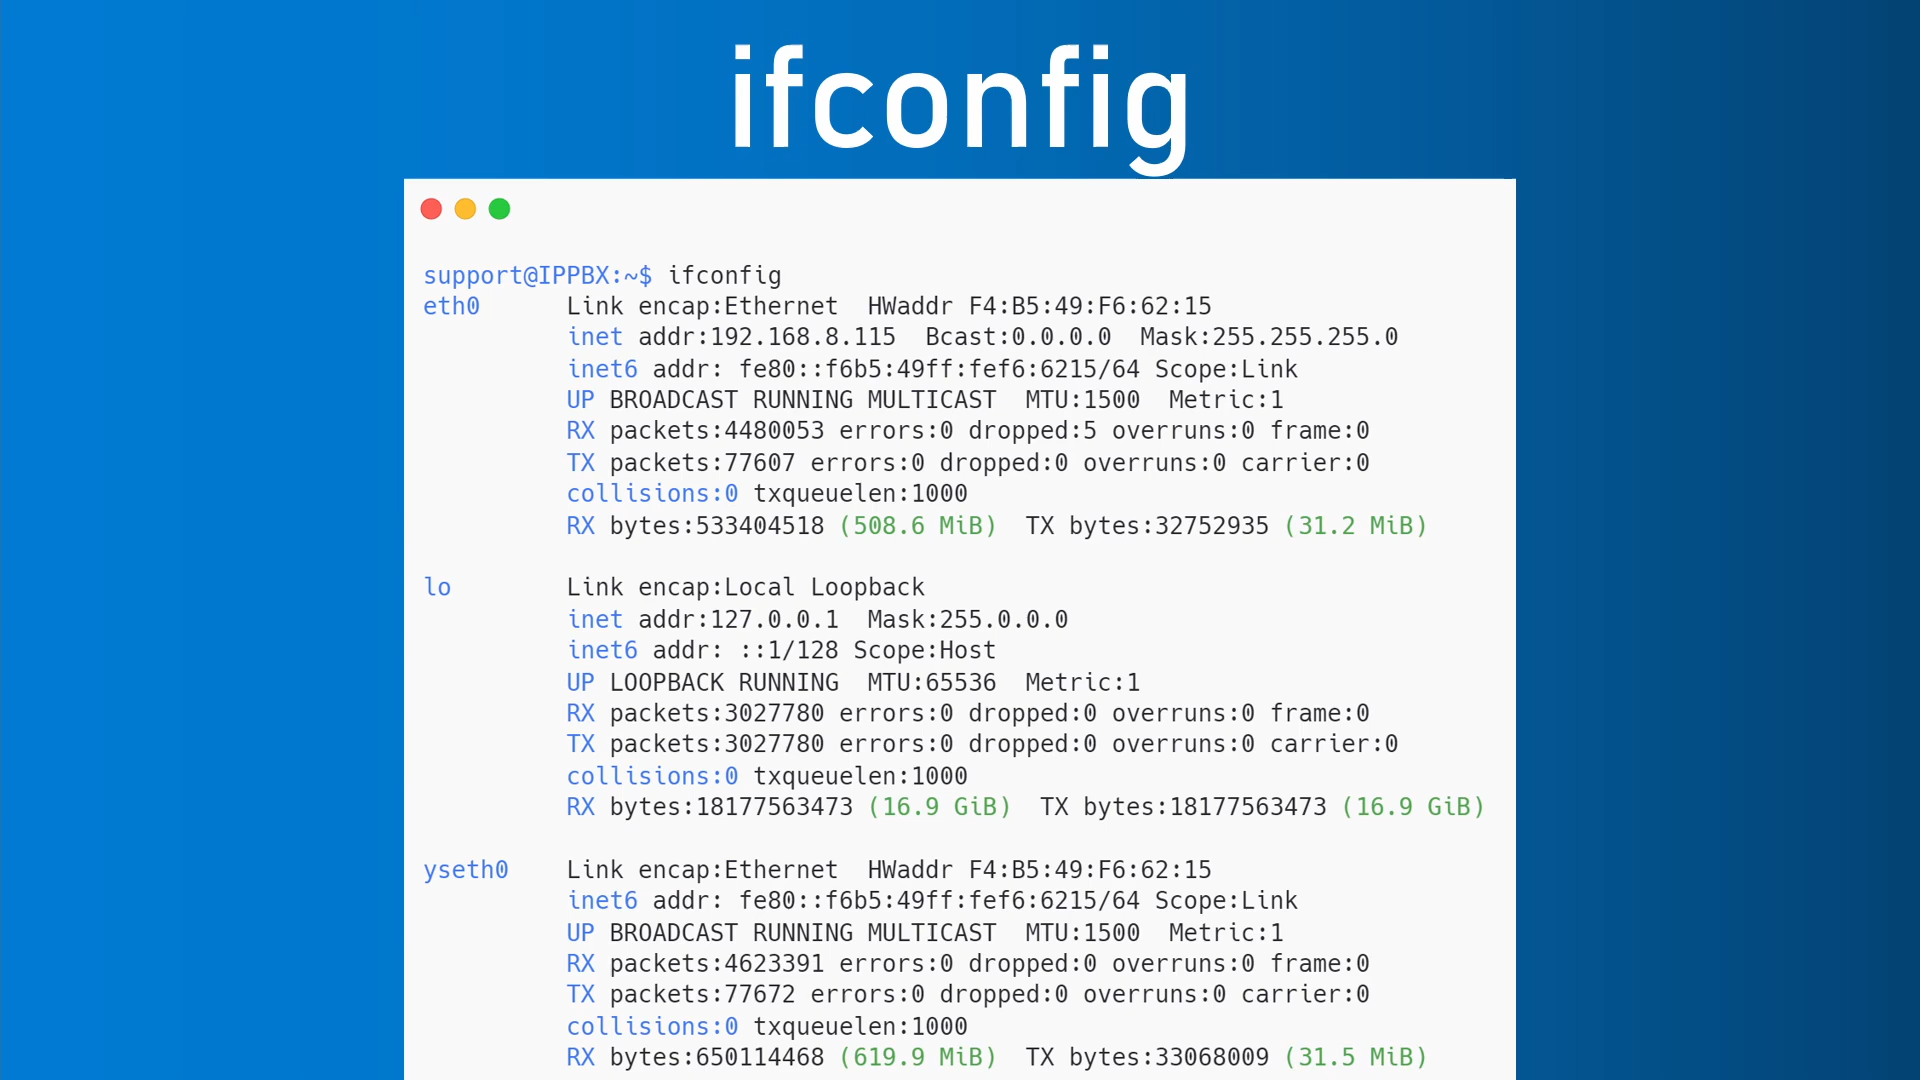 ifconfig
support@IPPBX:~$ ifconfig
eth0      Link encap:Ethernet  HWaddr F4:B5:49:F6:62:15
          inet addr:192.168.8.115  Bcast:0.0.0.0  Mask:255.255.255.0
          inet6 addr: fe80::f6b5:49ff:fef6:6215/64 Scope:Link
          UP BROADCAST RUNNING MULTICAST  MTU:1500  Metric:1
          RX packets:4480053 errors:0 dropped:5 overruns:0 frame:0
          TX packets:77607 errors:0 dropped:0 overruns:0 carrier:0
          collisions:0 txqueuelen:1000
          RX bytes:533404518 (508.6 MiB)  TX bytes:32752935 (31.2 MiB)
lo        Link encap:Local Loopback
          inet addr:127.0.0.1  Mask:255.0.0.0
          inet6 addr: ::1/128 Scope:Host
          UP LOOPBACK RUNNING  MTU:65536  Metric:1
          RX packets:3027780 errors:0 dropped:0 overruns:0 frame:0
          TX packets:3027780 errors:0 dropped:0 overruns:0 carrier:0
          collisions:0 txqueuelen:1000
          RX bytes:18177563473 (16.9 GiB)  TX bytes:18177563473 (16.9 GiB)
yseth0    Link encap:Ethernet  HWaddr F4:B5:49:F6:62:15
          inet6 addr: fe80::f6b5:49ff:fef6:6215/64 Scope:Link
          UP BROADCAST RUNNING MULTICAST  MTU:1500  Metric:1
          RX packets:4623391 errors:0 dropped:0 overruns:0 frame:0
          TX packets:77672 errors:0 dropped:0 overruns:0 carrier:0
          collisions:0 txqueuelen:1000
          RX bytes:650114468 (619.9 MiB)  TX bytes:33068009 (31.5 MiB)